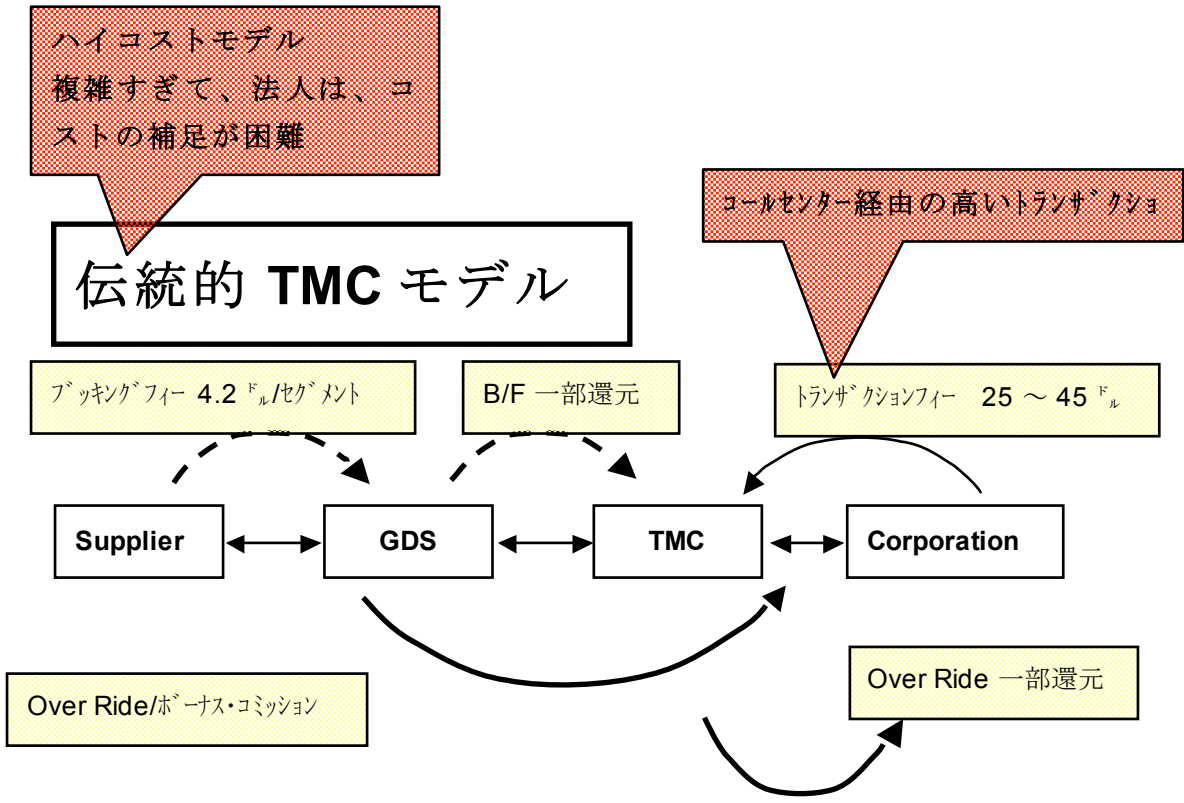 ハイコストモデル
複雑すぎて、法人は、コ
ストの補足が困難
コールセンター経由の高いﾄﾗﾝｻﾞｸｼｮ
伝統的 TMC モデル
ﾌﾞｯｷﾝｸﾞﾌｨｰ 4.2 ㌦/ｾｸﾞﾒﾝﾄ
B/F 一部還元
ﾄﾗﾝｻﾞｸｼｮﾝﾌｨｰ 25 ～ 45 ㌦
Supplier
GDS
TMC
Corporation
Over Ride/ﾎﾞｰﾅｽ・ｺﾐｯｼｮﾝ
Over Ride 一部還元